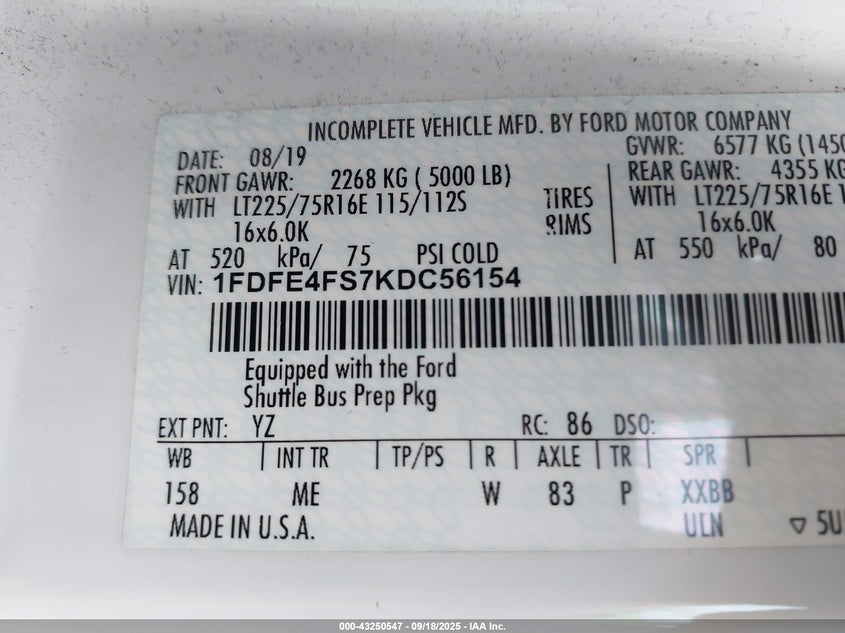 INCOMPLETE VEHICLE MFD. BY FORD MOTOR COMPANY
DATE: 08/19 GVWR: 6577 KG (1450
FRONT GAWR: 2268 KG ( 5000 LB) REAR GAWR: 4355 KG
WITH LT225/75R16E 115/112S TIRES WITH LT225/75R16E 1
16x6.0K RIMS 16x6.0K
AT 520 kPa/ 75 PSI COLD AT 550 kPa/ 80
VIN: 1FDFE4FS7KDC56154
Equipped with the Ford
Shuttle Bus Prep Pkg
EXT PNT: YZ RC: 86 DSO:
WB INT TR TP/PS R AXLE TR SPR
158 ME W 83 P XXBB
MADE IN U.S.A. ULN ▽ 5U
000-43250547 - 09/18/2025 - IAA Inc.